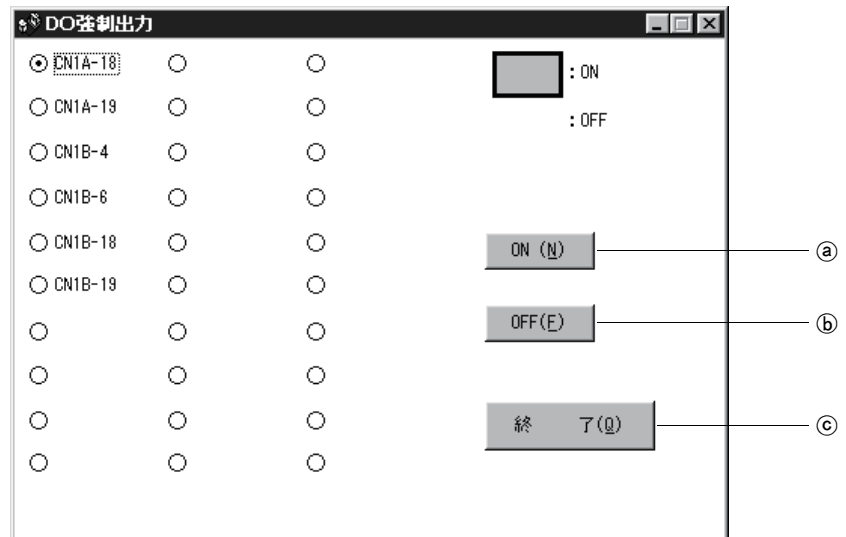 DO強制出力
CN1A-18
CN1A-19
CN1B-4
CN1B-6
CN1B-18
CN1B-19
: ON
: OFF
ON (N)
ⓐ
OFF(F)
ⓑ
終 了(Q)
ⓒ